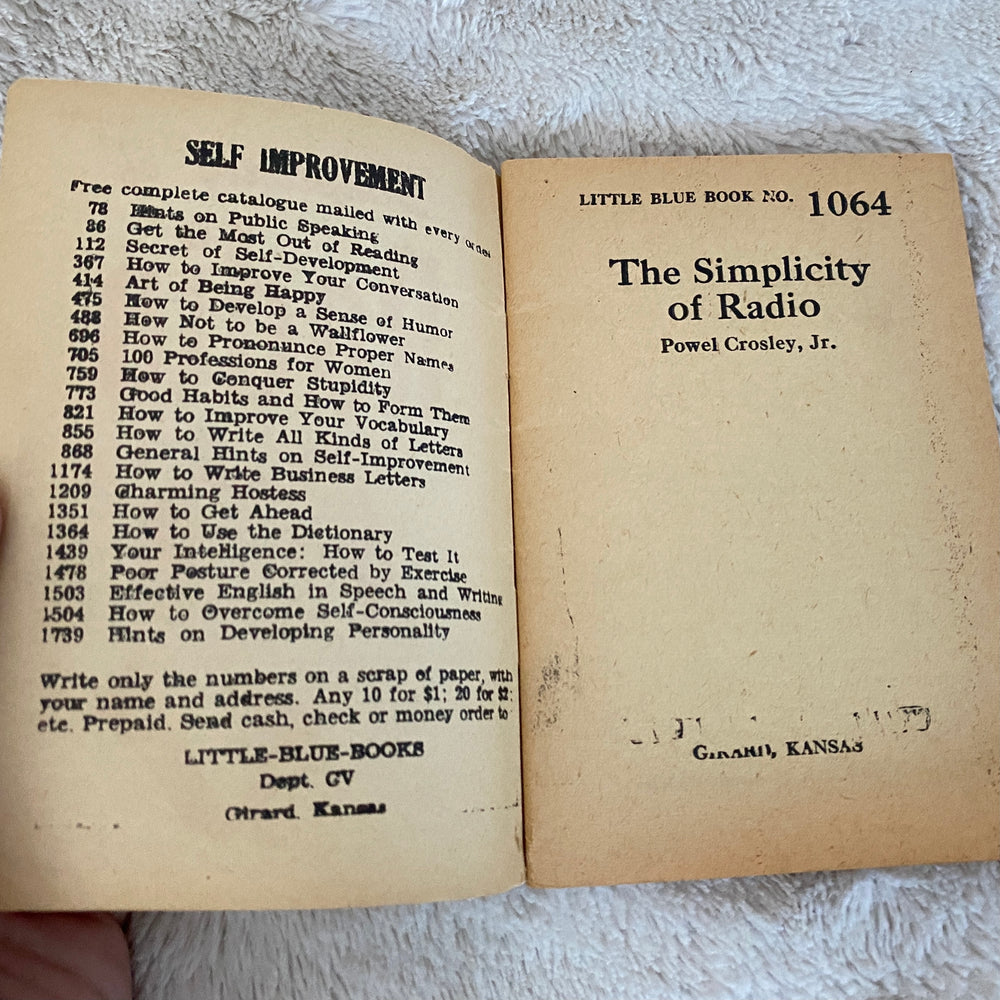 SELF IMPROVEMENT
Free complete catalogue mailed with every order
78 Hints on Public Speaking
86 Get the Most Out of Reading
112 Secret of Self-Development
367 How to Improve Your Conversation
414 Art of Being Happy
475 How to Develop a Sense of Humor
488 How Not to be a Wallflower
696 How to Prononunce Proper Names
705 100 Professions for Women
759 How to Conquer Stupidity
773 Good Habits and How to Form Them
821 How to Improve Your Vocabulary
855 How to Write All Kinds of Letters
868 General Hints on Self-Improvement
1174 How to Write Business Letters
1209 Charming Hostess
1351 How to Get Ahead
1364 How to Use the Dictionary
1439 Your Intelligence: How to Test It
1478 Poor Posture Corrected by Exercise
1503 Effective English in Speech and Writing
1504 How to Overcome Self-Consciousness
1739 Hints on Developing Personality
Write only the numbers on a scrap of paper, with
your name and address. Any 10 for $1; 20 for $2;
etc. Prepaid. Send cash, check or money order to
LITTLE-BLUE-BOOKS
Dept. CV
Girard, Kansas
LITTLE BLUE BOOK NO. 1064
The Simplicity
of Radio
Powel Crosley, Jr.
GIRARD, KANSAS